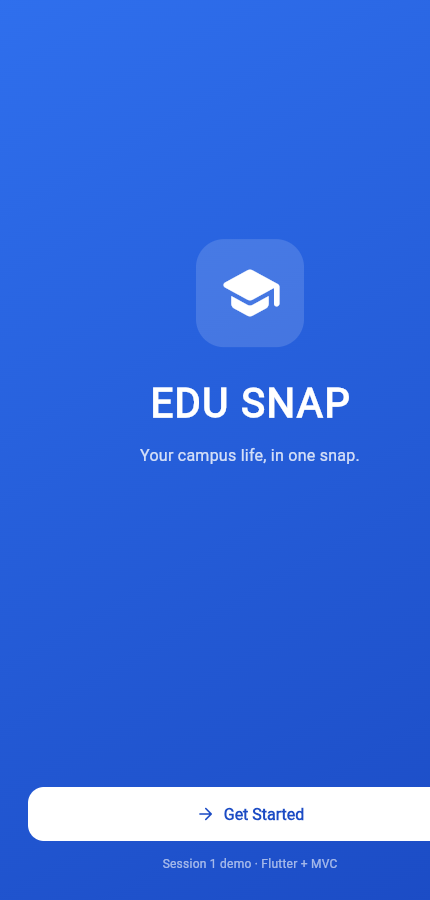 EDU SNAP
Your campus life, in one snap.
Get Started
Session 1 demo · Flutter + MVC